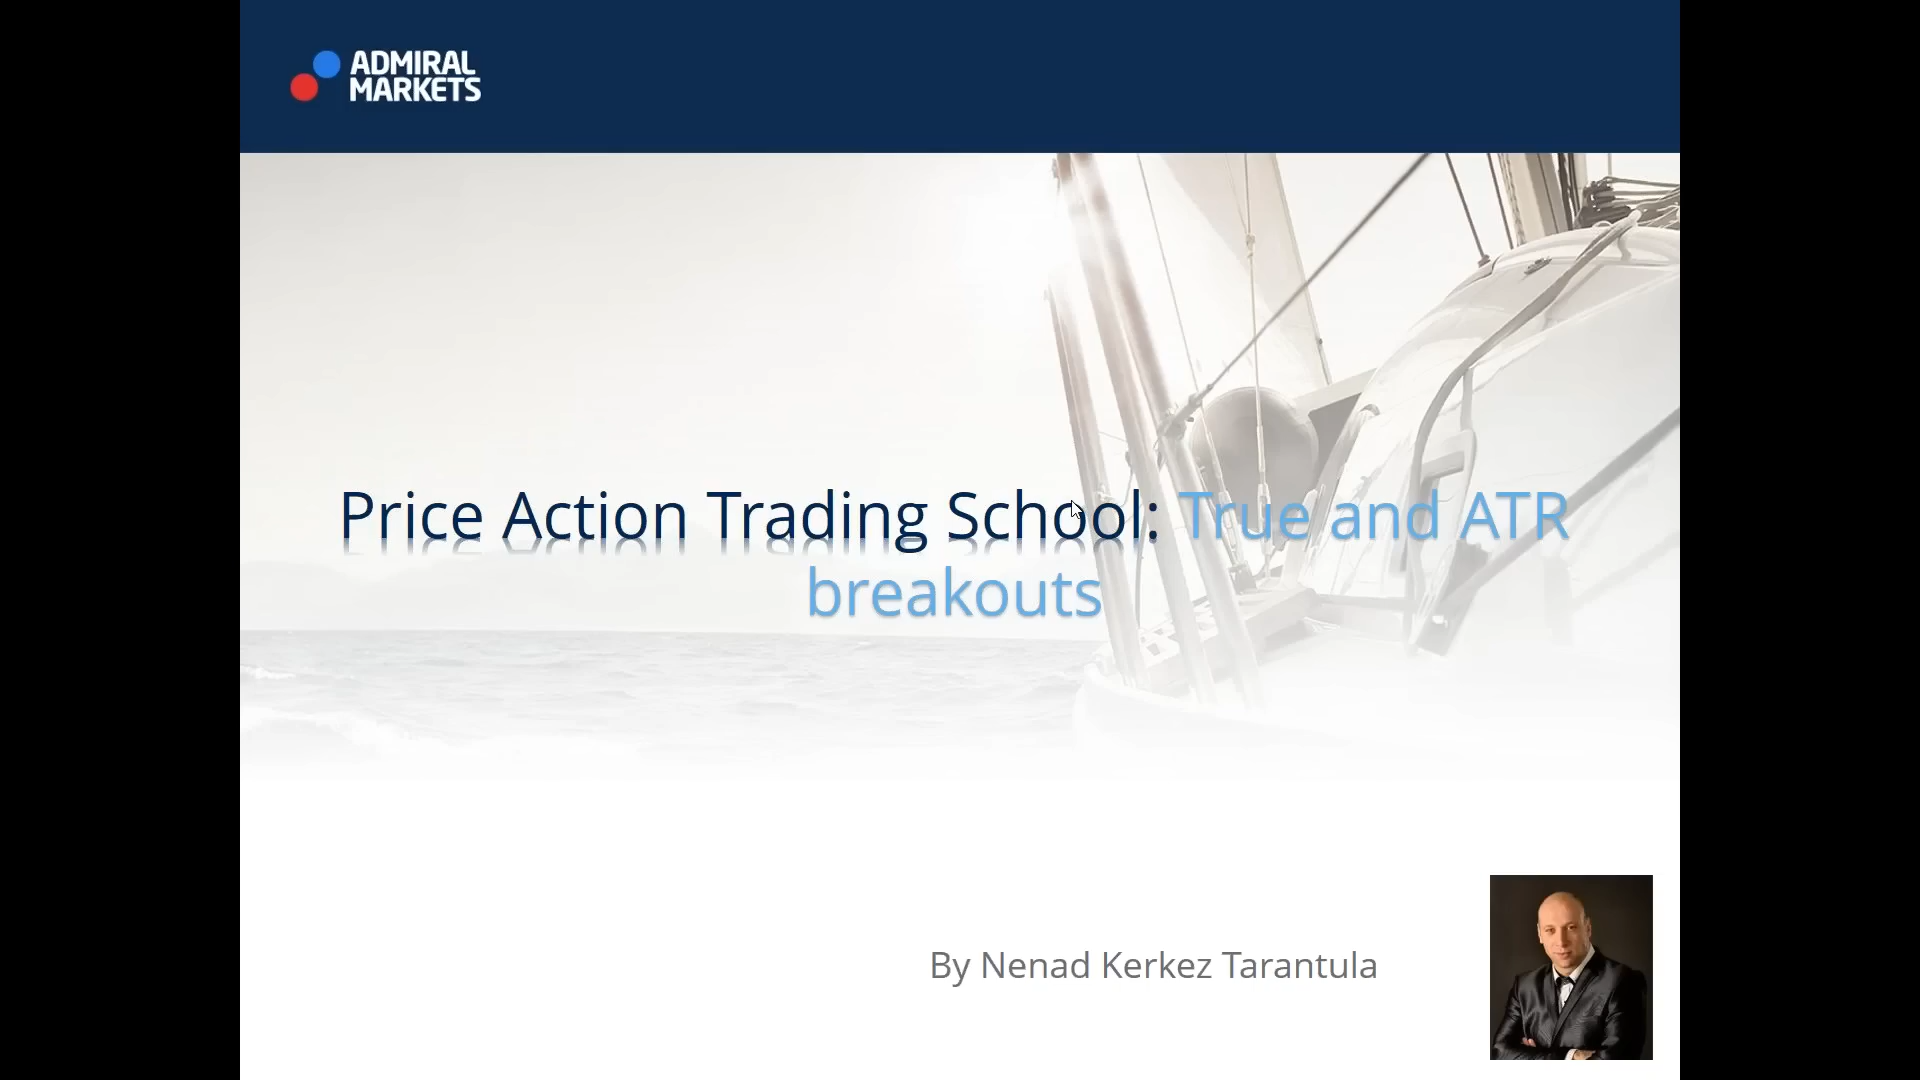 ADMIRAL
MARKETS
Price Action Trading School: True and ATR
breakouts
By Nenad Kerkez Tarantula